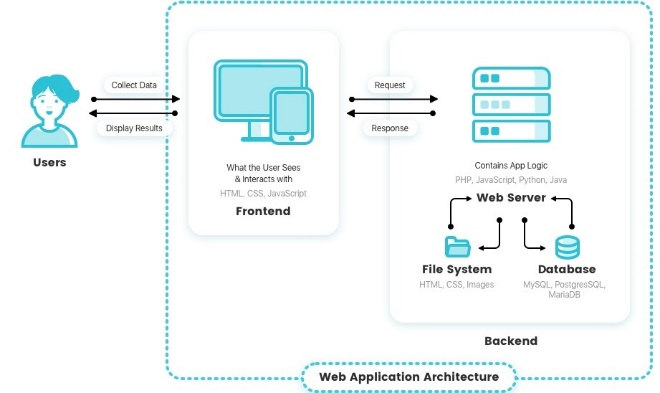 Collect Data
Display Results
Users
What the User Sees
& Interacts with
HTML, CSS, JavaScript
Frontend
Request
Response
Contains App Logic
PHP, JavaScript, Python, Java
Web Server
File System
HTML, CSS, Images
Database
MySQL, PostgresSQL,
MariaDB
Backend
Web Application Architecture